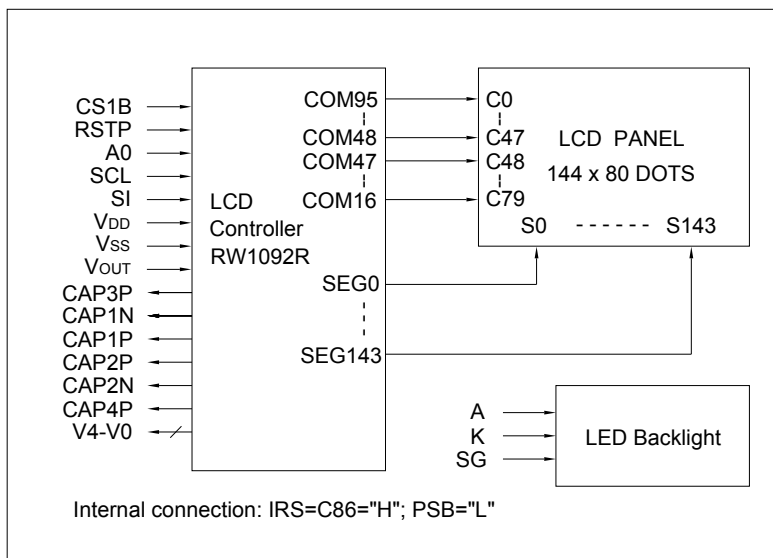 CS1B
RSTP
A0
SCL
SI
VDD
VSS
VOUT
CAP3P
CAP1N
CAP1P
CAP2P
CAP2N
CAP4P
V4-V0
LCD
Controller
RW1092R
COM95
COM48
COM47
COM16
SEG0
SEG143
C0
C47
C48
C79
LCD PANEL
144 x 80 DOTS
S0 ------ S143
A
K
SG
LED Backlight
Internal connection: IRS=C86="H"; PSB="L"